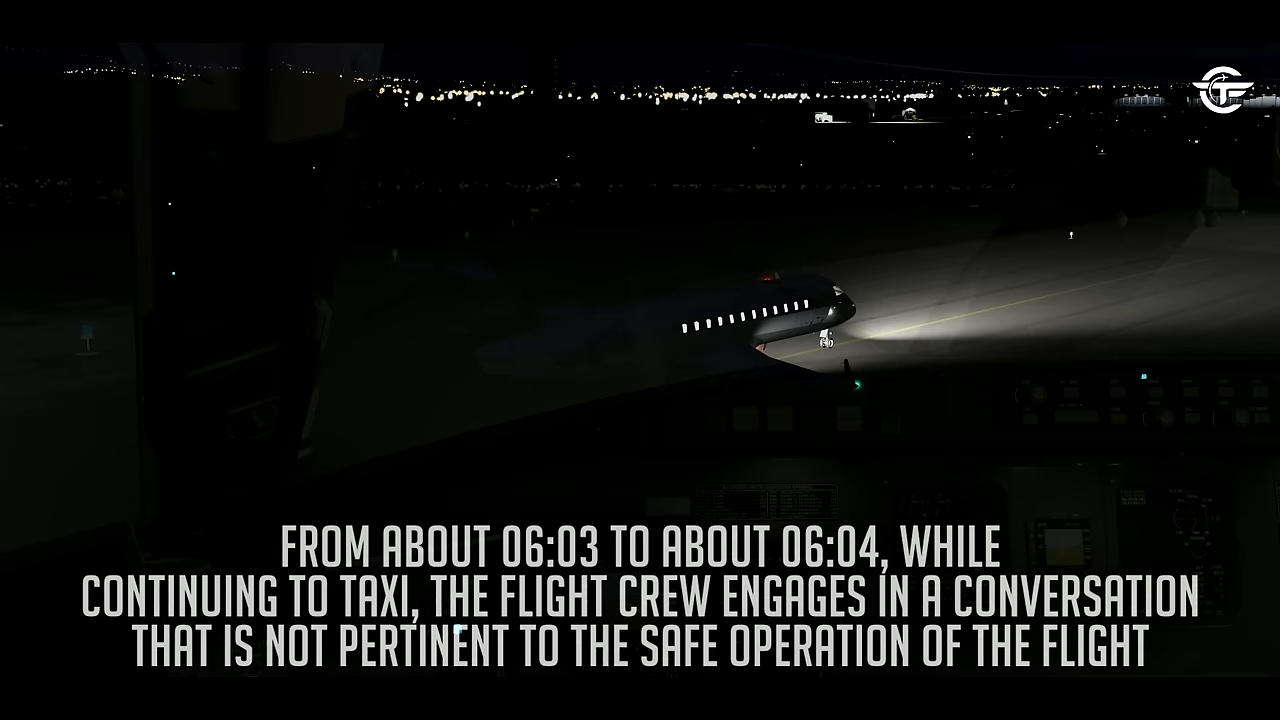 FROM ABOUT 06:03 TO ABOUT 06:04, WHILE
CONTINUING TO TAXI, THE FLIGHT CREW ENGAGES IN A CONVERSATION
THAT IS NOT PERTINENT TO THE SAFE OPERATION OF THE FLIGHT